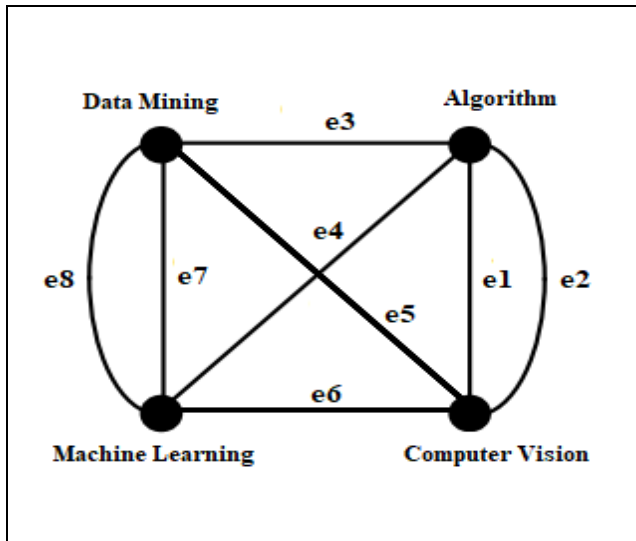 Data Mining
Algorithm
e3
e4
e8
e7
e1
e2
e5
e6
Machine Learning
Computer Vision